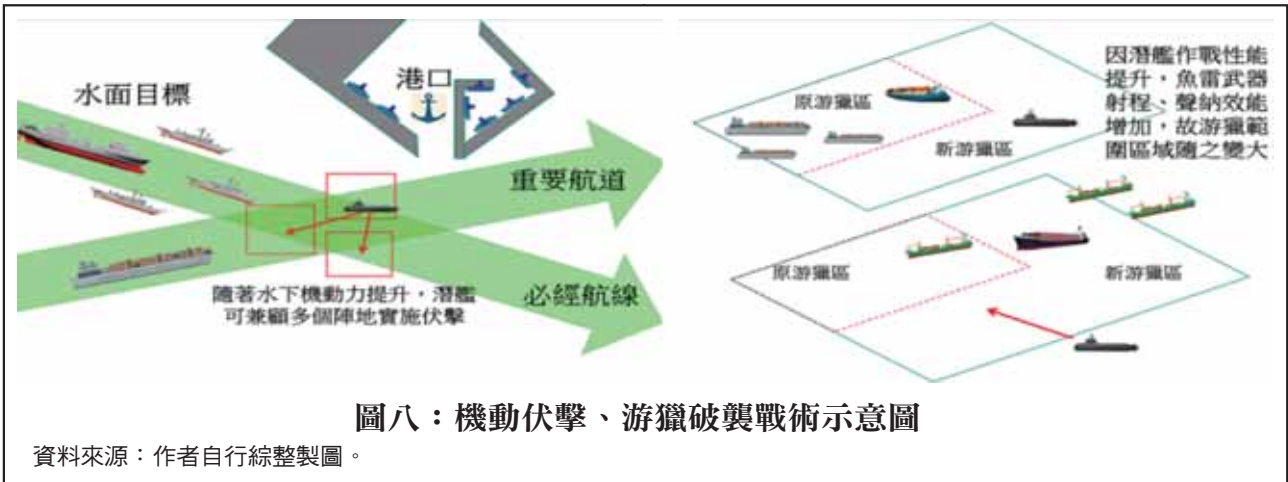 水面目標
港口
重要航道
必經航線
隨著水下機動力提升，潛艦
可兼顧多個陣地實施伏擊
原游獵區
新游獵區
因潛艦作戰性能
提升，魚雷武器
射程、聲納效能
增加，故游獵範
圍區域隨之變大
原游獵區
新游獵區
圖八：機動伏擊、游獵破襲戰術示意圖
資料來源：作者自行綜整製圖。